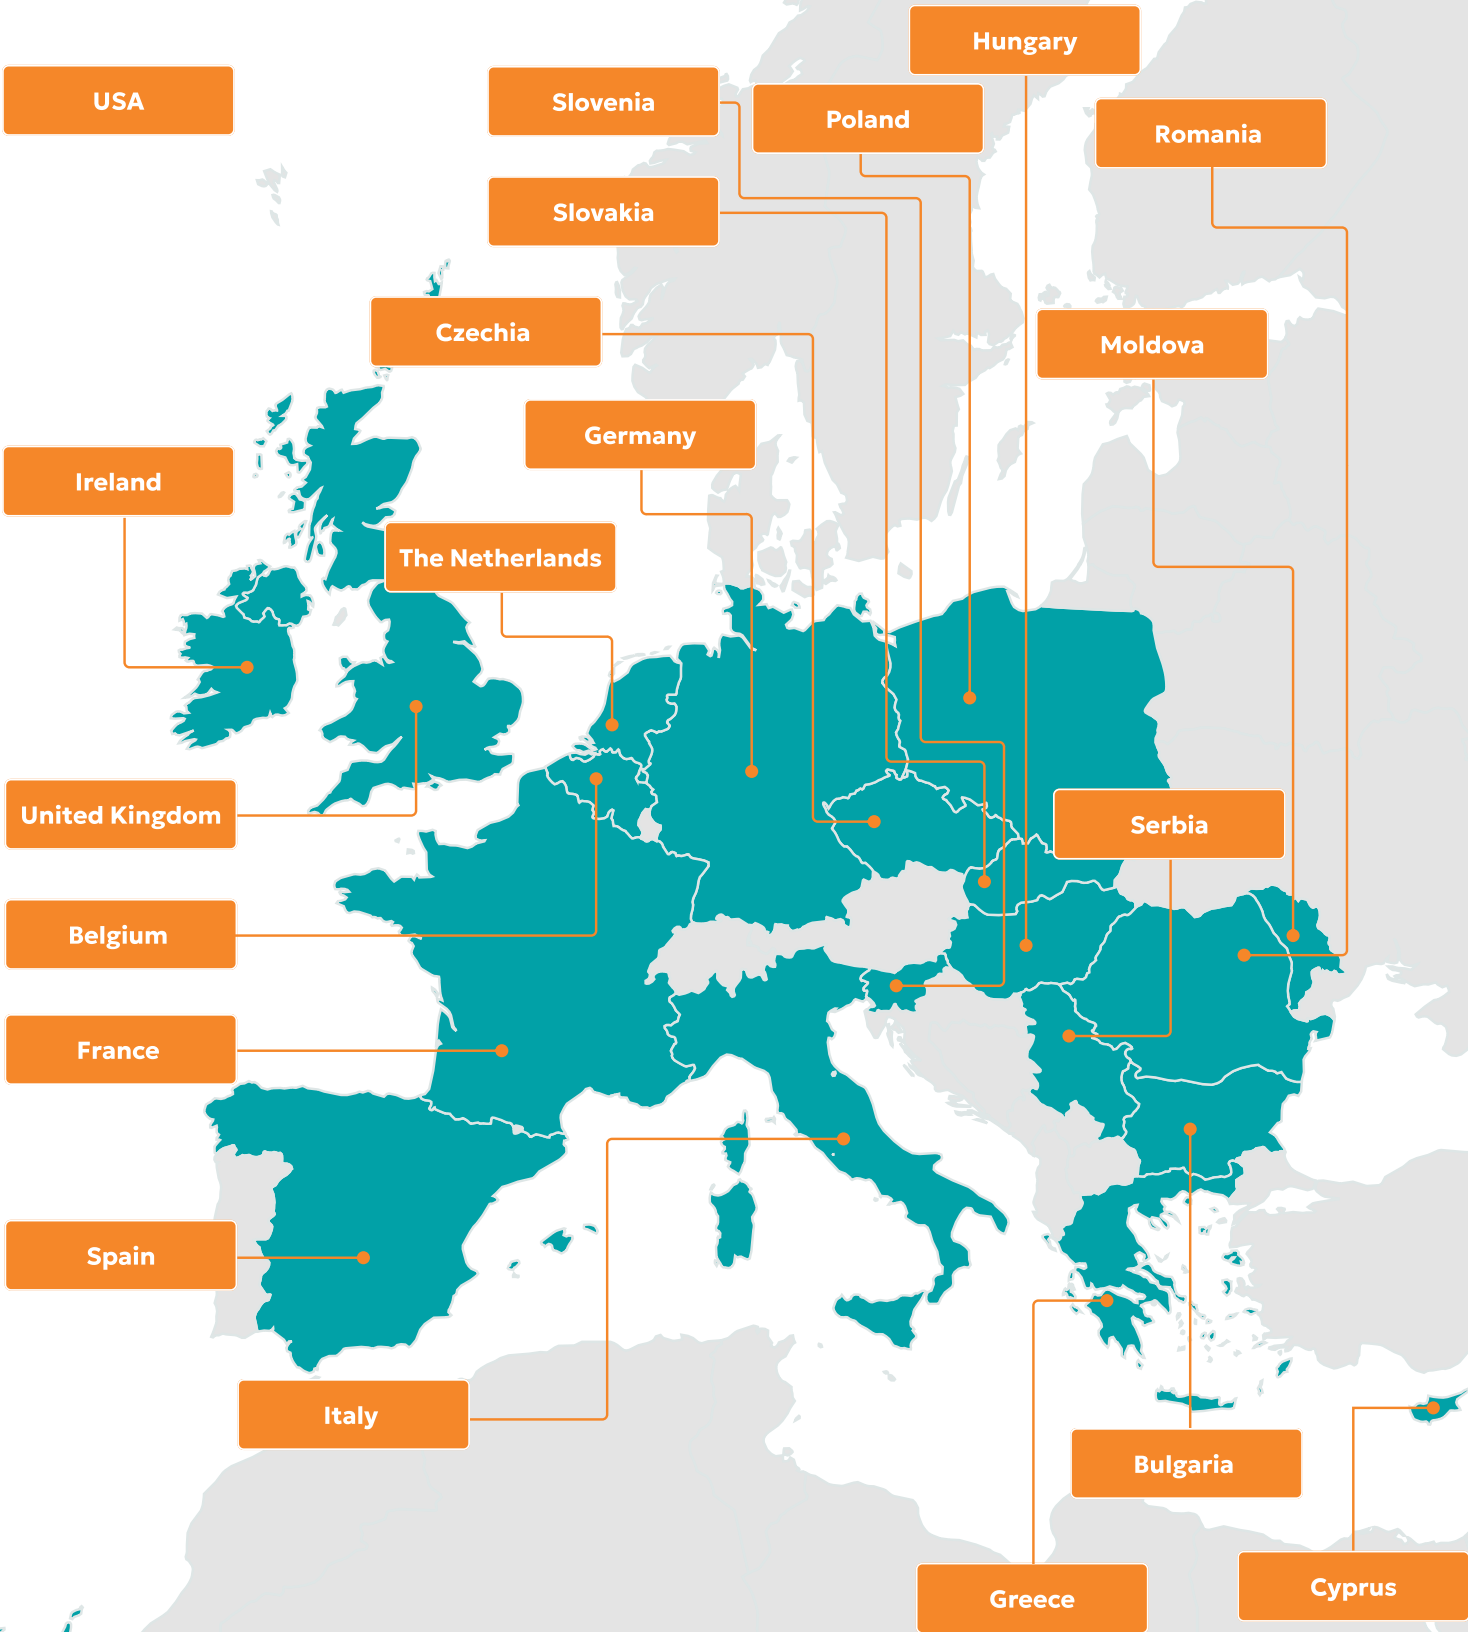 Hungary
USA
Slovenia
Poland
Romania
Slovakia
Czechia
Moldova
Germany
Ireland
The Netherlands
United Kingdom
Serbia
Belgium
France
Spain
Italy
Bulgaria
Greece
Cyprus